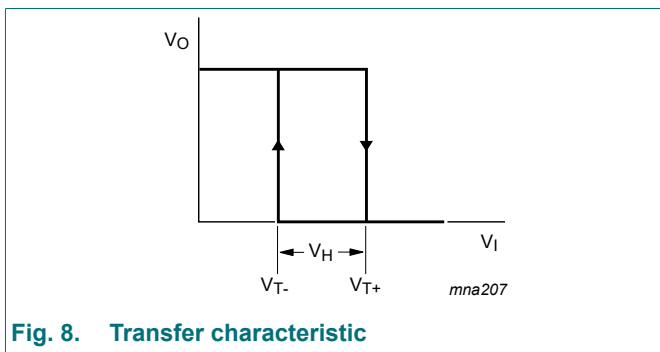 VO
VH
VI
VT-
VT+
mna207
Fig. 8. Transfer characteristic